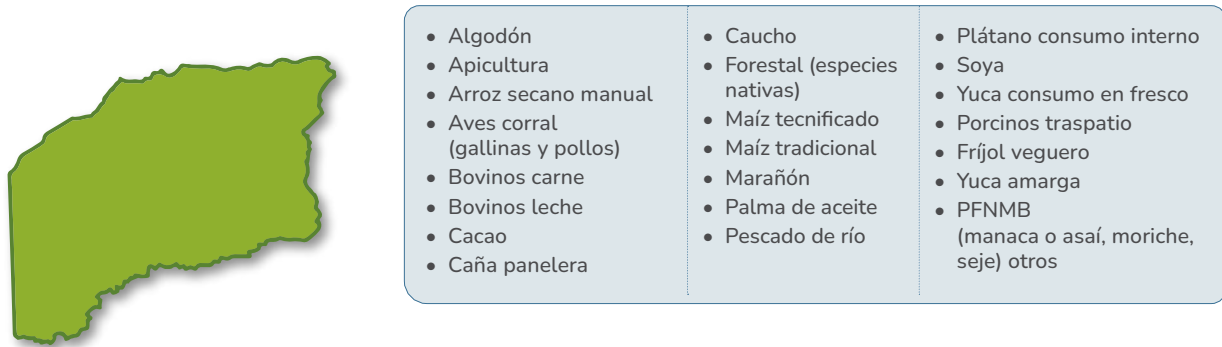 • Algodón
• Apicultura
• Arroz secano manual
• Aves corral
(gallinas y pollos)
• Bovinos carne
• Bovinos leche
• Cacao
• Caña panelera
• Caucho
• Forestal (especies
nativas)
• Maíz tecnificado
• Maíz tradicional
• Marañón
• Palma de aceite
• Pescado de río
• Plátano consumo interno
• Soya
• Yuca consumo en fresco
• Porcinos traspatio
• Fríjol veguero
• Yuca amarga
• PFNMB
(manaca o asaí, moriche,
seje) otros